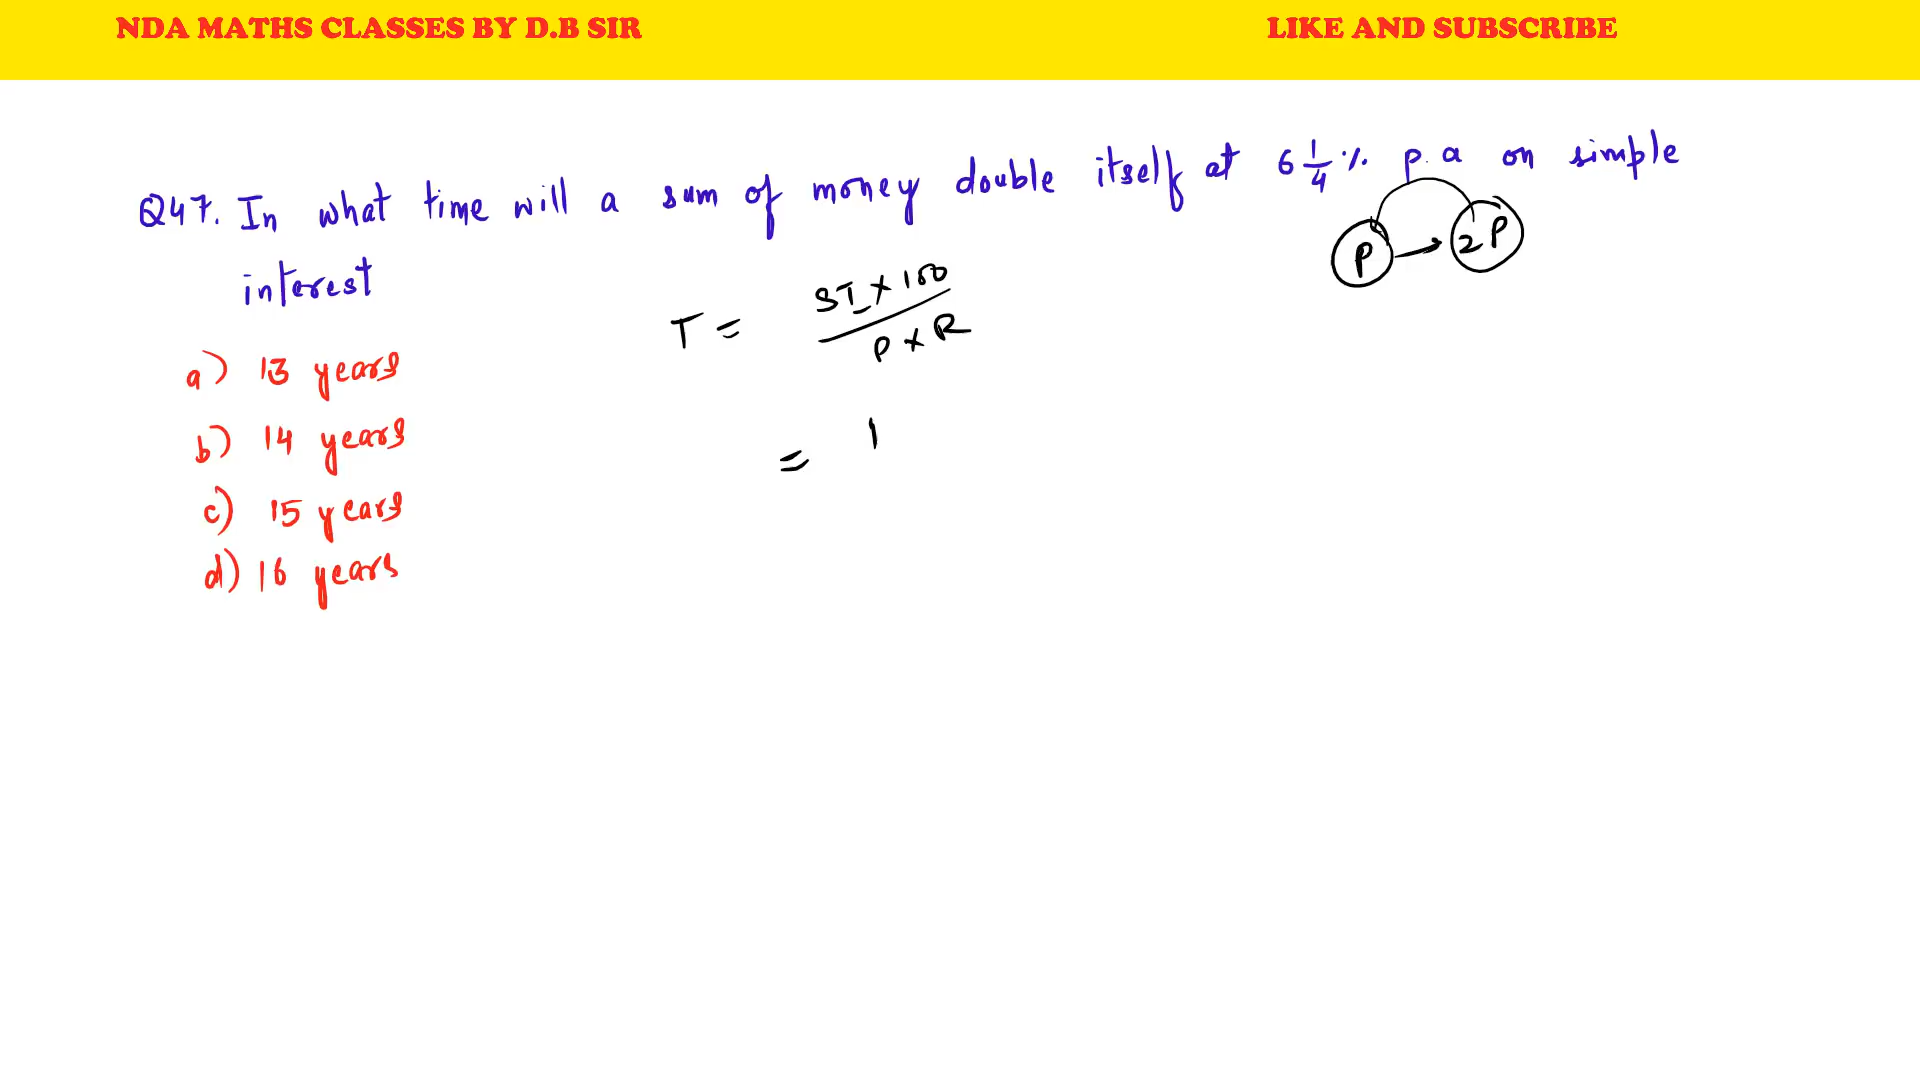 NDA MATHS CLASSES BY D.B SIR LIKE AND SUBSCRIBE
Q47. In what time will a sum of money double itself at 6 1/4 % p.a on simple
interest
P → 2P
T = SI × 100 / P × R
= 1
a) 13 years
b) 14 years
c) 15 years
d) 16 years